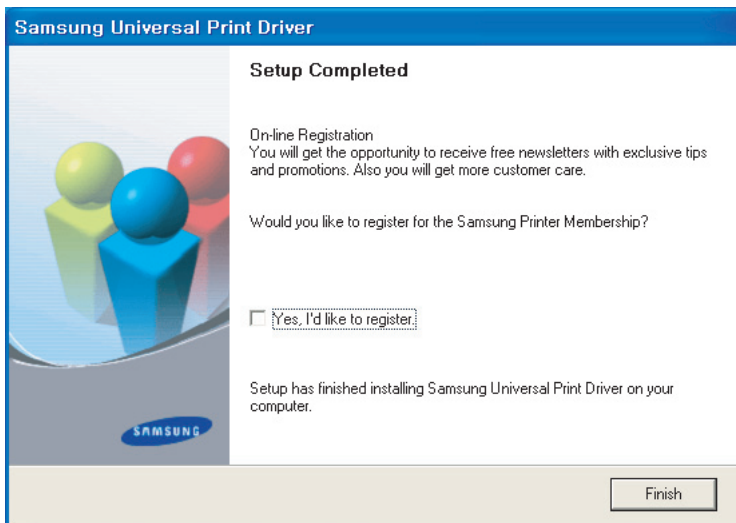 Samsung Universal Print Driver
Setup Completed
On-line Registration
You will get the opportunity to receive free newsletters with exclusive tips
and promotions. Also you will get more customer care.
Would you like to register for the Samsung Printer Membership?
Yes, I'd like to register.
Setup has finished installing Samsung Universal Print Driver on your
computer.
SAMSUNG
Finish